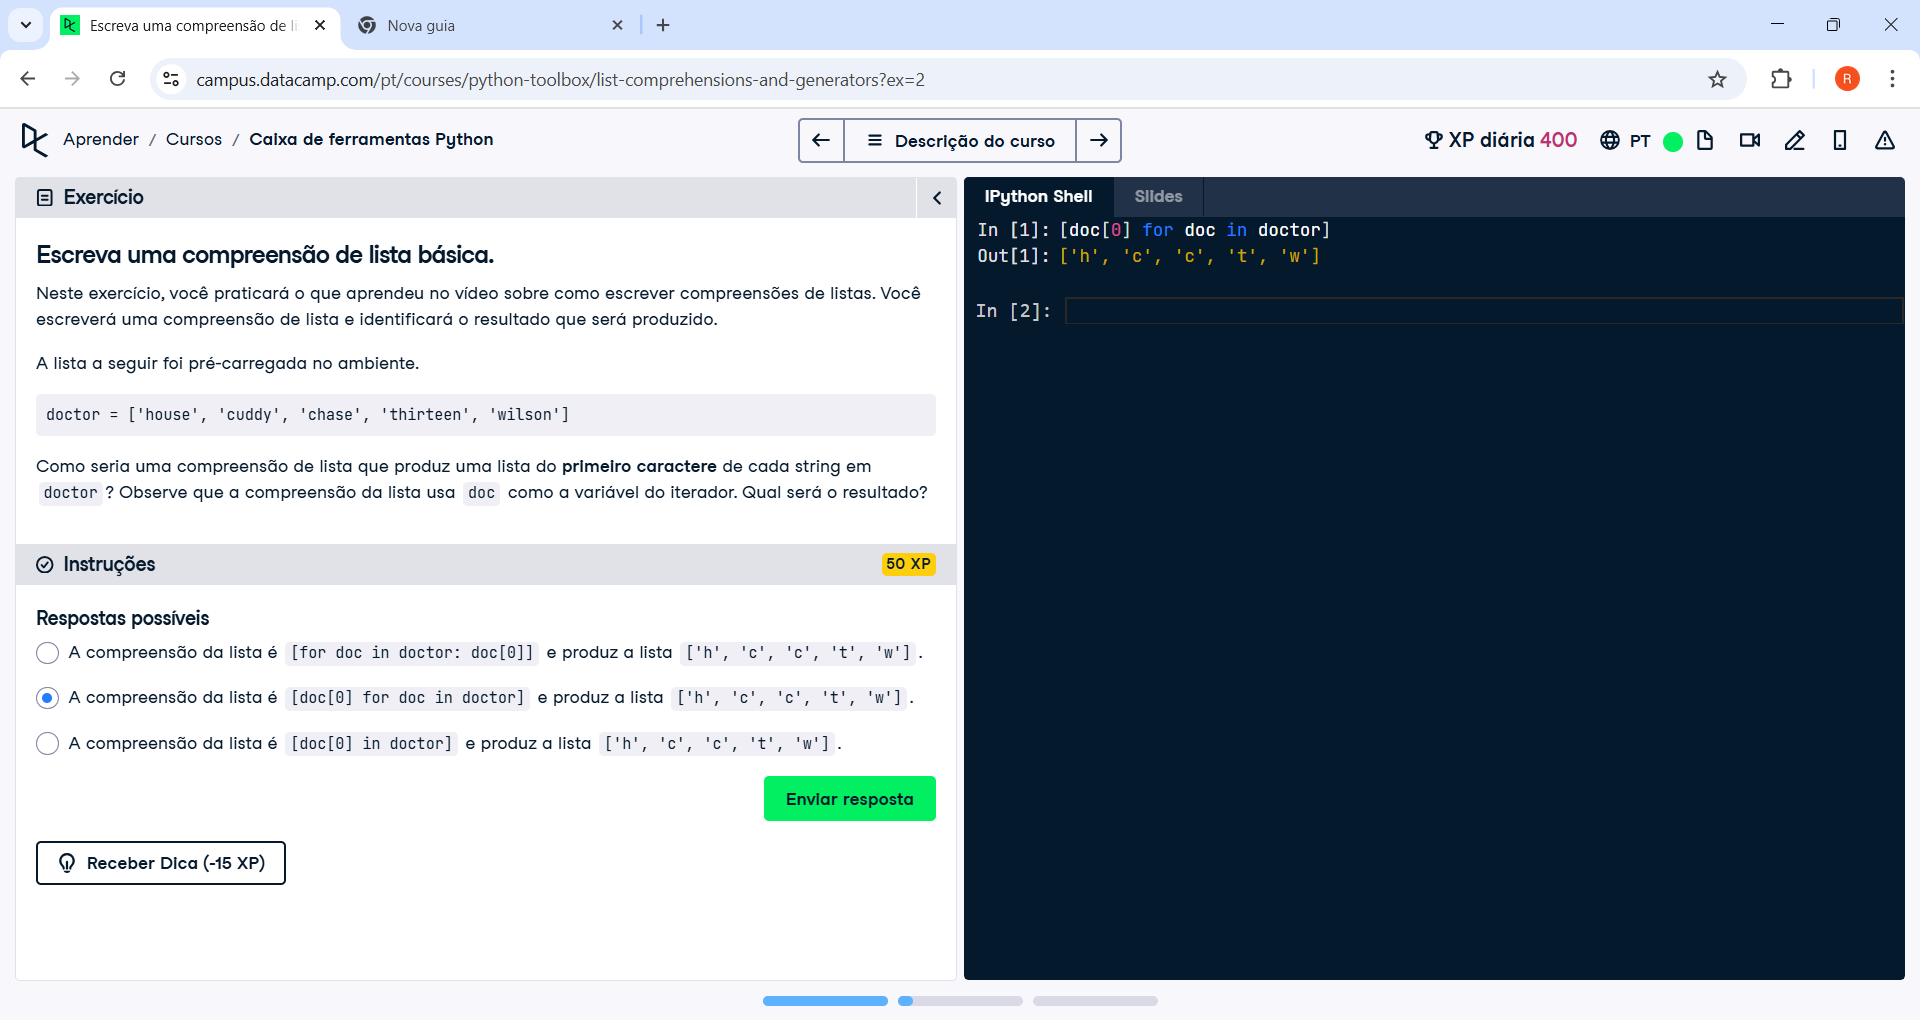 Escreva uma compreensão de li
Nova guia
campus.datacamp.com/pt/courses/python-toolbox/list-comprehensions-and-generators?ex=2
R
Aprender / Cursos / Caixa de ferramentas Python
Descrição do curso
XP diária 400
PT
Exercício
Escreva uma compreensão de lista básica.
Neste exercício, você praticará o que aprendeu no vídeo sobre como escrever compreensões de listas. Você
escreverá uma compreensão de lista e identificará o resultado que será produzido.
A lista a seguir foi pré-carregada no ambiente.
doctor = ['house', 'cuddy', 'chase', 'thirteen', 'wilson']
Como seria uma compreensão de lista que produz uma lista do primeiro caractere de cada string em
doctor ? Observe que a compreensão da lista usa doc como a variável do iterador. Qual será o resultado?
Instruções
50 XP
Respostas possíveis
A compreensão da lista é [for doc in doctor: doc[0]] e produz a lista ['h', 'c', 'c', 't', 'w'] .
A compreensão da lista é [doc[0] for doc in doctor] e produz a lista ['h', 'c', 'c', 't', 'w'] .
A compreensão da lista é [doc[0] in doctor] e produz a lista ['h', 'c', 'c', 't', 'w'] .
Enviar resposta
Receber Dica (-15 XP)
IPython Shell
Slides
In [1]: [doc[0] for doc in doctor]
Out[1]: ['h', 'c', 'c', 't', 'w']
In [2]: